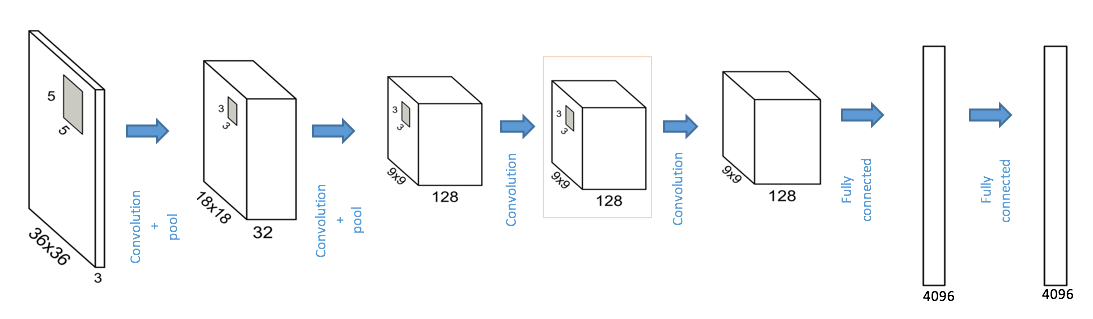 5
5
36x36
3
Convolution
+
pool
3
3
18x18
32
Convolution
+
pool
3
3
9x9
128
Convolution
3
3
9x9
128
Convolution
9x9
128
Fully
connected
4096
Fully
connected
4096